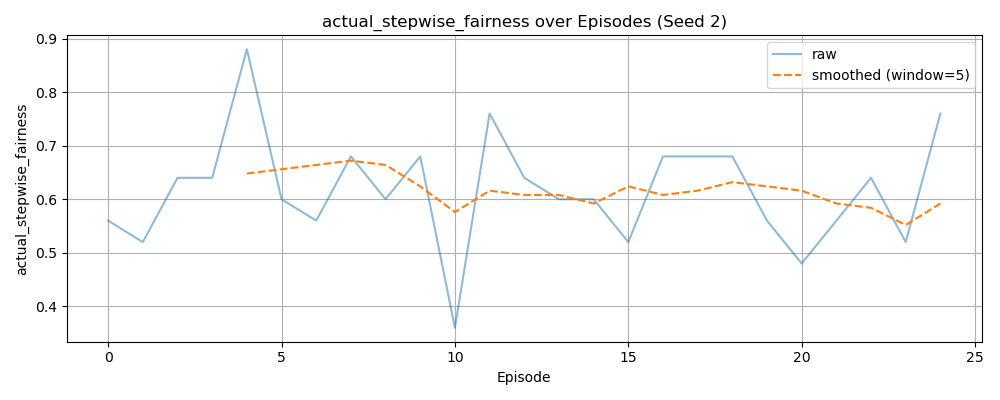 actual_stepwise_fairness over Episodes (Seed 2)
raw
smoothed (window=5)
actual_stepwise_fairness
0.9
0.8
0.7
0.6
0.5
0.4
0
5
10
15
20
25
Episode